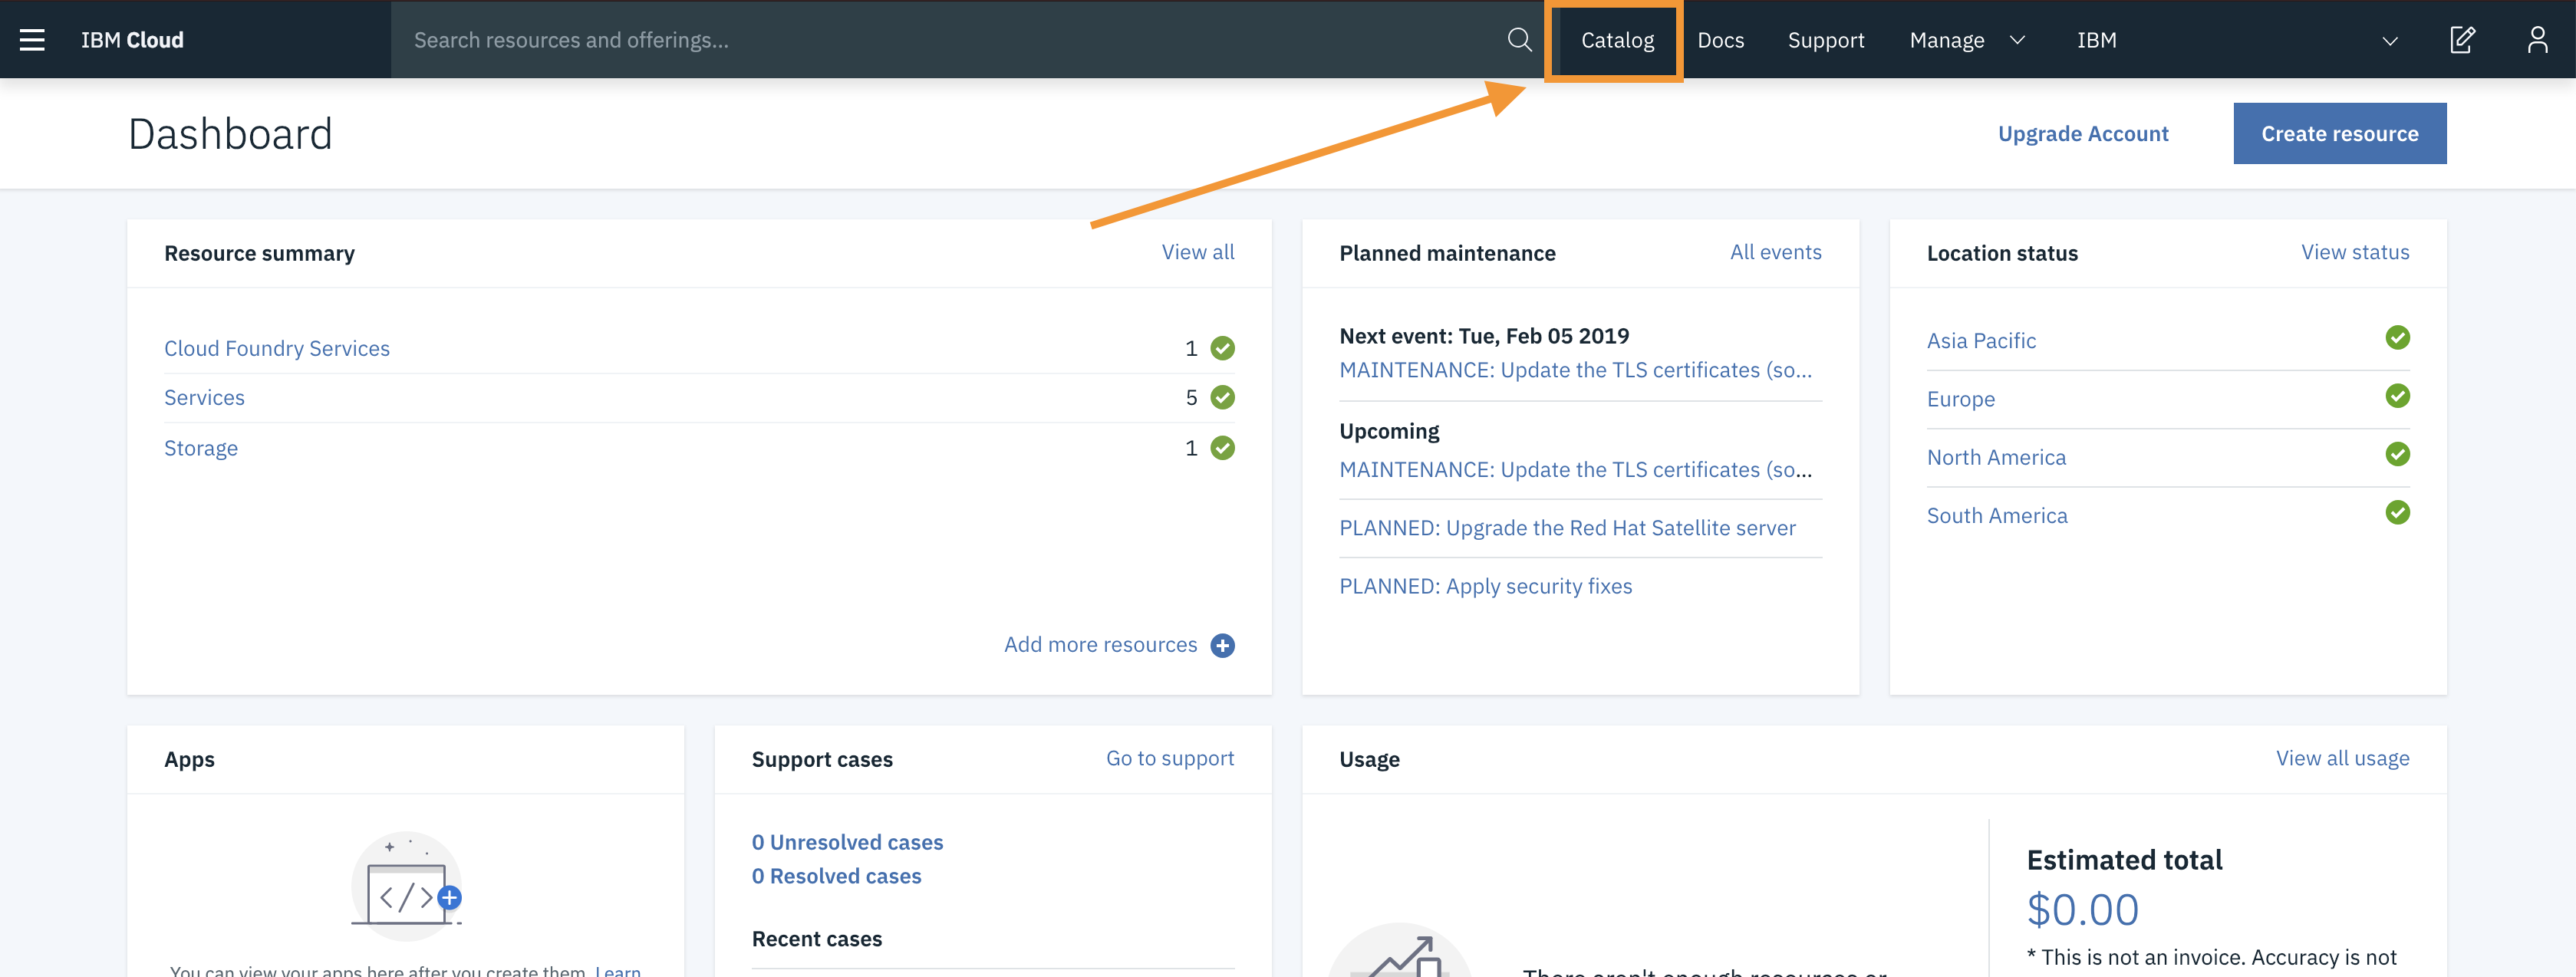 IBM Cloud
Search resources and offerings...
Catalog
Docs
Support
Manage
IBM
Dashboard
Upgrade Account
Create resource
Resource summary
View all
Cloud Foundry Services 1
Services 5
Storage 1
Add more resources
Planned maintenance
All events
Next event: Tue, Feb 05 2019
MAINTENANCE: Update the TLS certificates (so...
Upcoming
MAINTENANCE: Update the TLS certificates (so...
PLANNED: Upgrade the Red Hat Satellite server
PLANNED: Apply security fixes
Location status
View status
Asia Pacific
Europe
North America
South America
Apps
</>
You can view your apps here after you create them. Learn
Support cases
Go to support
0 Unresolved cases
0 Resolved cases
Recent cases
Usage
View all usage
There aren't enough resources or
Estimated total
$0.00
* This is not an invoice. Accuracy is not